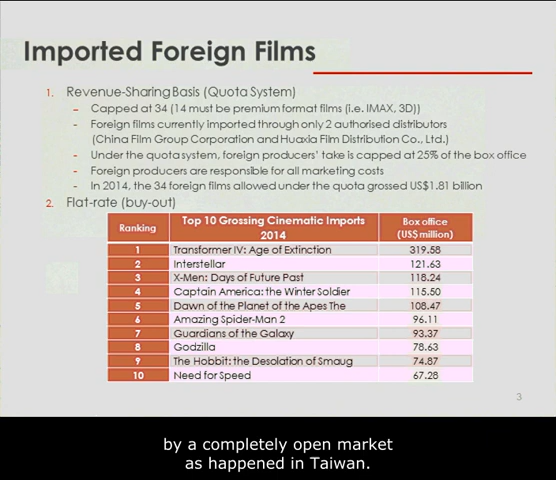 Imported Foreign Films
1. Revenue-Sharing Basis (Quota System)
- Capped at 34 (14 must be premium format films (i.e. IMAX, 3D))
- Foreign films currently imported through only 2 authorised distributors
(China Film Group Corporation and Huaxia Film Distribution Co., Ltd.)
- Under the quota system, foreign producers' take is capped at 25% of the box office
- Foreign producers are responsible for all marketing costs
- In 2014, the 34 foreign films allowed under the quota grossed US$1.81 billion
2. Flat-rate (buy-out)
Ranking Top 10 Grossing Cinematic Imports 2014 Box office (US$ million)
1 Transformer IV: Age of Extinction 319.58
2 Interstellar 121.63
3 X-Men: Days of Future Past 118.24
4 Captain America: the Winter Soldier 115.50
5 Dawn of the Planet of the Apes The 108.47
6 Amazing Spider-Man 2 96.11
7 Guardians of the Galaxy 93.37
8 Godzilla 78.63
9 The Hobbit: the Desolation of Smaug 74.87
10 Need for Speed 67.28
3
by a completely open market
as happened in Taiwan.